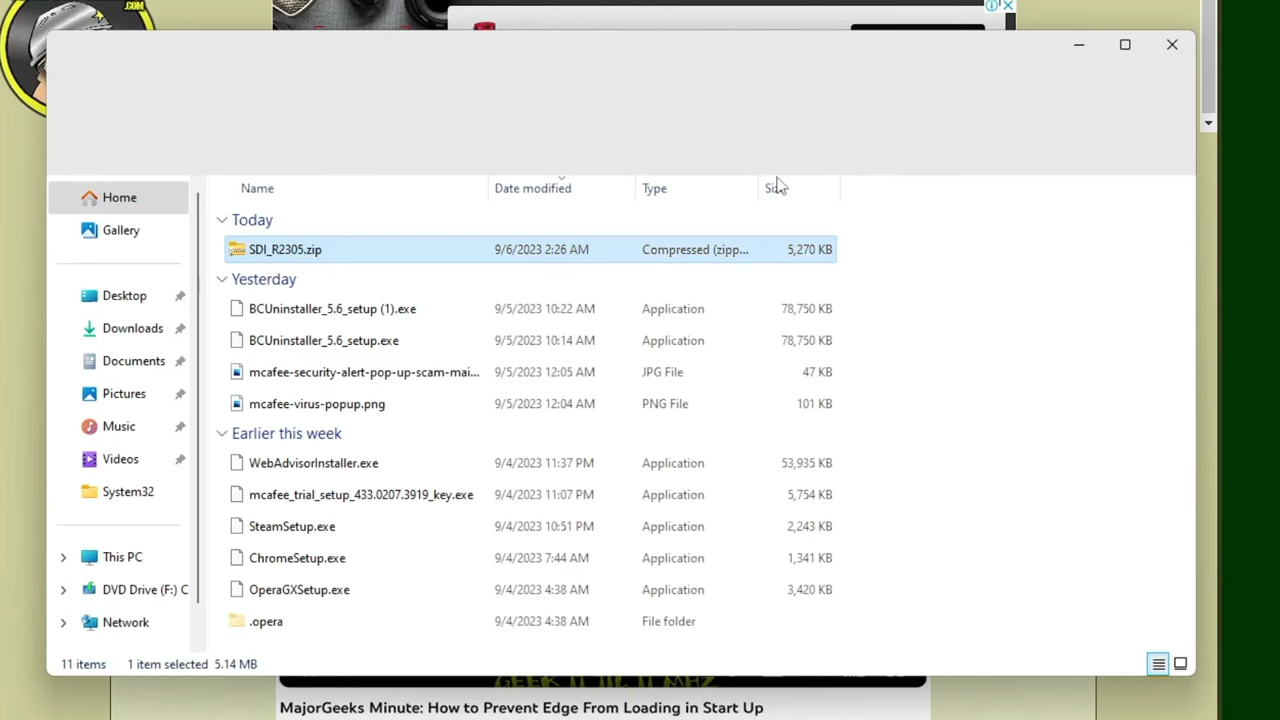 .COM
Name Date modified Type
Home
Today
Gallery
SDI_R2305.zip 9/6/2023 2:26 AM Compressed (zipp... 5,270 KB
Yesterday
Desktop
BCUninstaller_5.6_setup (1).exe 9/5/2023 10:22 AM Application 78,750 KB
Downloads
BCUninstaller_5.6_setup.exe 9/5/2023 10:14 AM Application 78,750 KB
Documents
mcafee-security-alert-pop-up-scam-mai... 9/5/2023 12:05 AM JPG File 47 KB
Pictures
mcafee-virus-popup.png 9/5/2023 12:04 AM PNG File 101 KB
Music
Earlier this week
Videos
WebAdvisorInstaller.exe 9/4/2023 11:37 PM Application 53,935 KB
System32
mcafee_trial_setup_433.0207.3919_key.exe 9/4/2023 11:07 PM Application 5,754 KB
SteamSetup.exe 9/4/2023 10:51 PM Application 2,243 KB
This PC
ChromeSetup.exe 9/4/2023 7:44 AM Application 1,341 KB
DVD Drive (F:) C
OperaGXSetup.exe 9/4/2023 4:38 AM Application 3,420 KB
Network
.opera 9/4/2023 4:38 AM File folder
11 items 1 item selected 5.14 MB
MajorGeeks Minute: How to Prevent Edge From Loading in Start Up